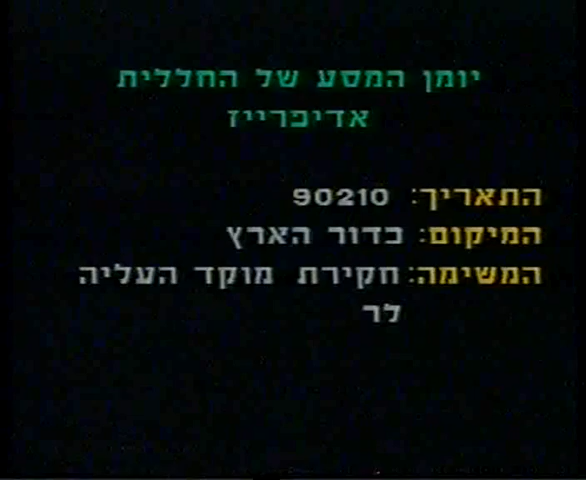 יומן המסע של החללית
אדיפרייז
התאריך: 90210
המיקום: כדור הארץ
המשימה: חקירת מוקד העליה
לר